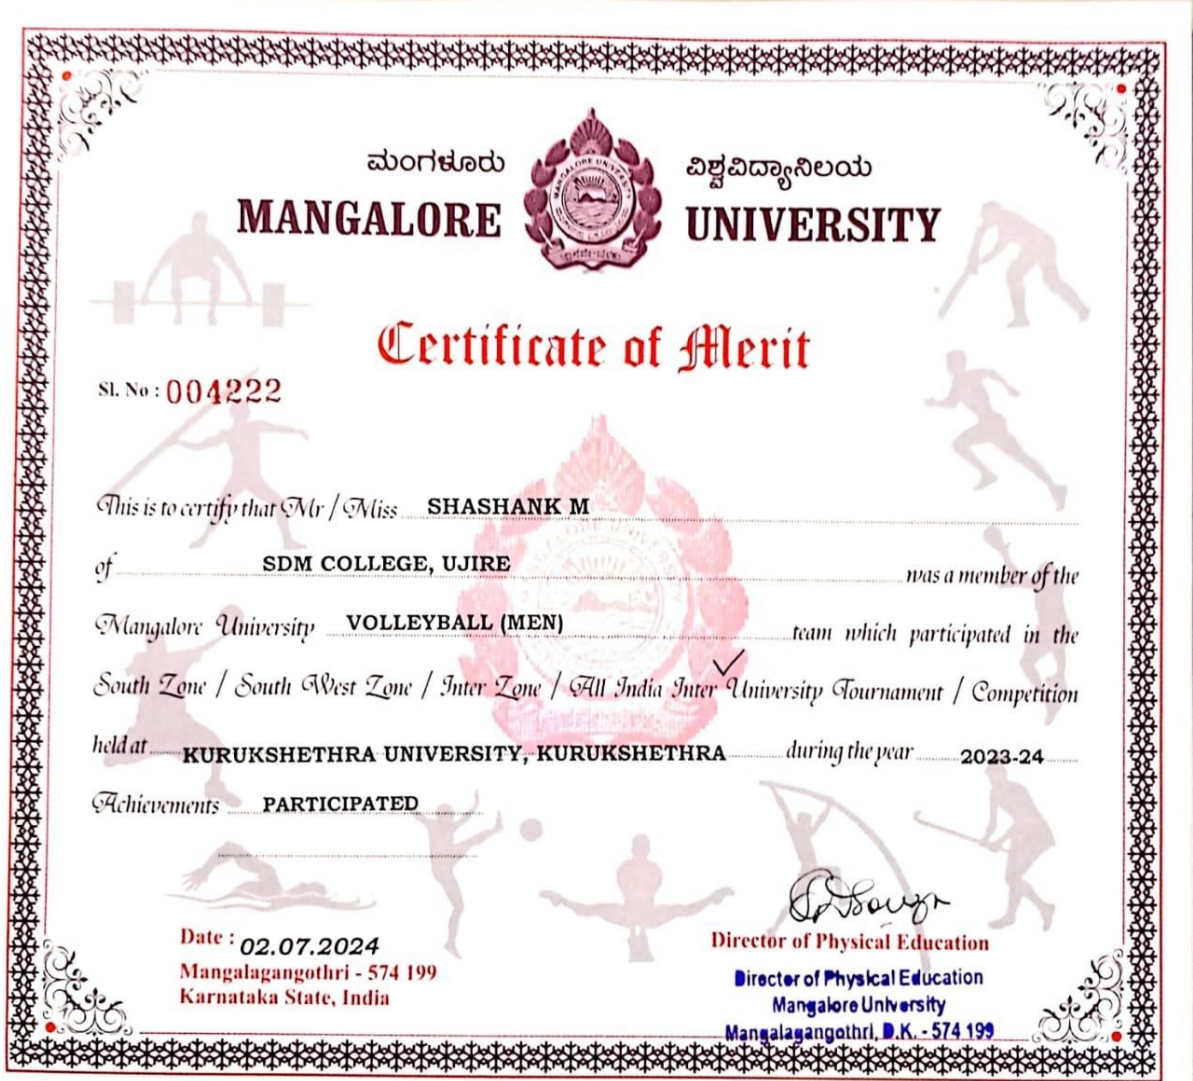 ಮಂಗಳೂರು ವಿಶ್ವವಿದ್ಯಾನಿಲಯ
MANGALORE UNIVERSITY
Certificate of Merit
Sl. No : 004222
This is to certify that Mr / Miss SHASHANK M
of SDM COLLEGE, UJIRE was a member of the
Mangalore University VOLLEYBALL (MEN) team which participated in the
South Zone / South West Zone / Inter Zone / All India Inter University Tournament / Competition
held at KURUKSHETHRA UNIVERSITY, KURUKSHETHRA during the year 2023-24
Achievements PARTICIPATED
Date : 02.07.2024
Mangalagangothri - 574 199
Karnataka State, India
Director of Physical Education
Director of Physical Education
Mangalore University
Mangalagangothri, D.K. - 574 199